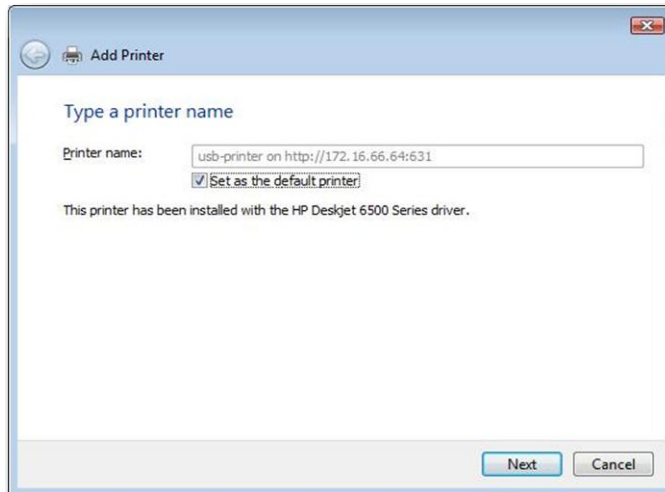 Add Printer
Type a printer name
Printer name:
usb-printer on http://172.16.66.64:631
Set as the default printer
This printer has been installed with the HP Deskjet 6500 Series driver.
Next
Cancel